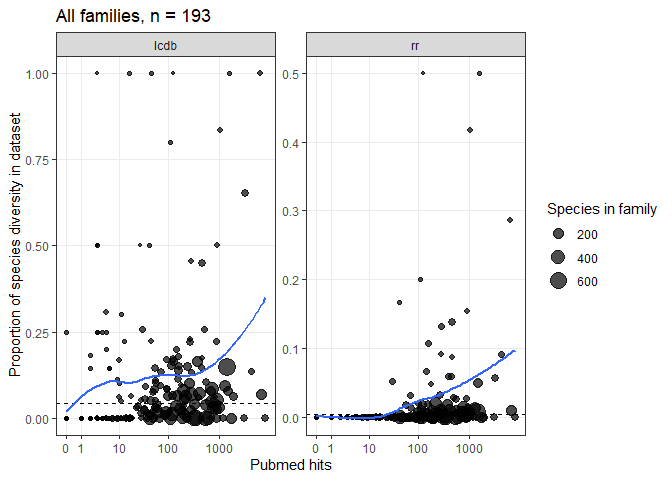 All families, n = 193
lcdb
rr
Proportion of species diversity in dataset
1.00
0.75
0.50
0.25
0.00
0.5
0.4
0.3
0.2
0.1
0.0
0 1 10 100 1000
0 1 10 100 1000
Pubmed hits
Species in family
200
400
600